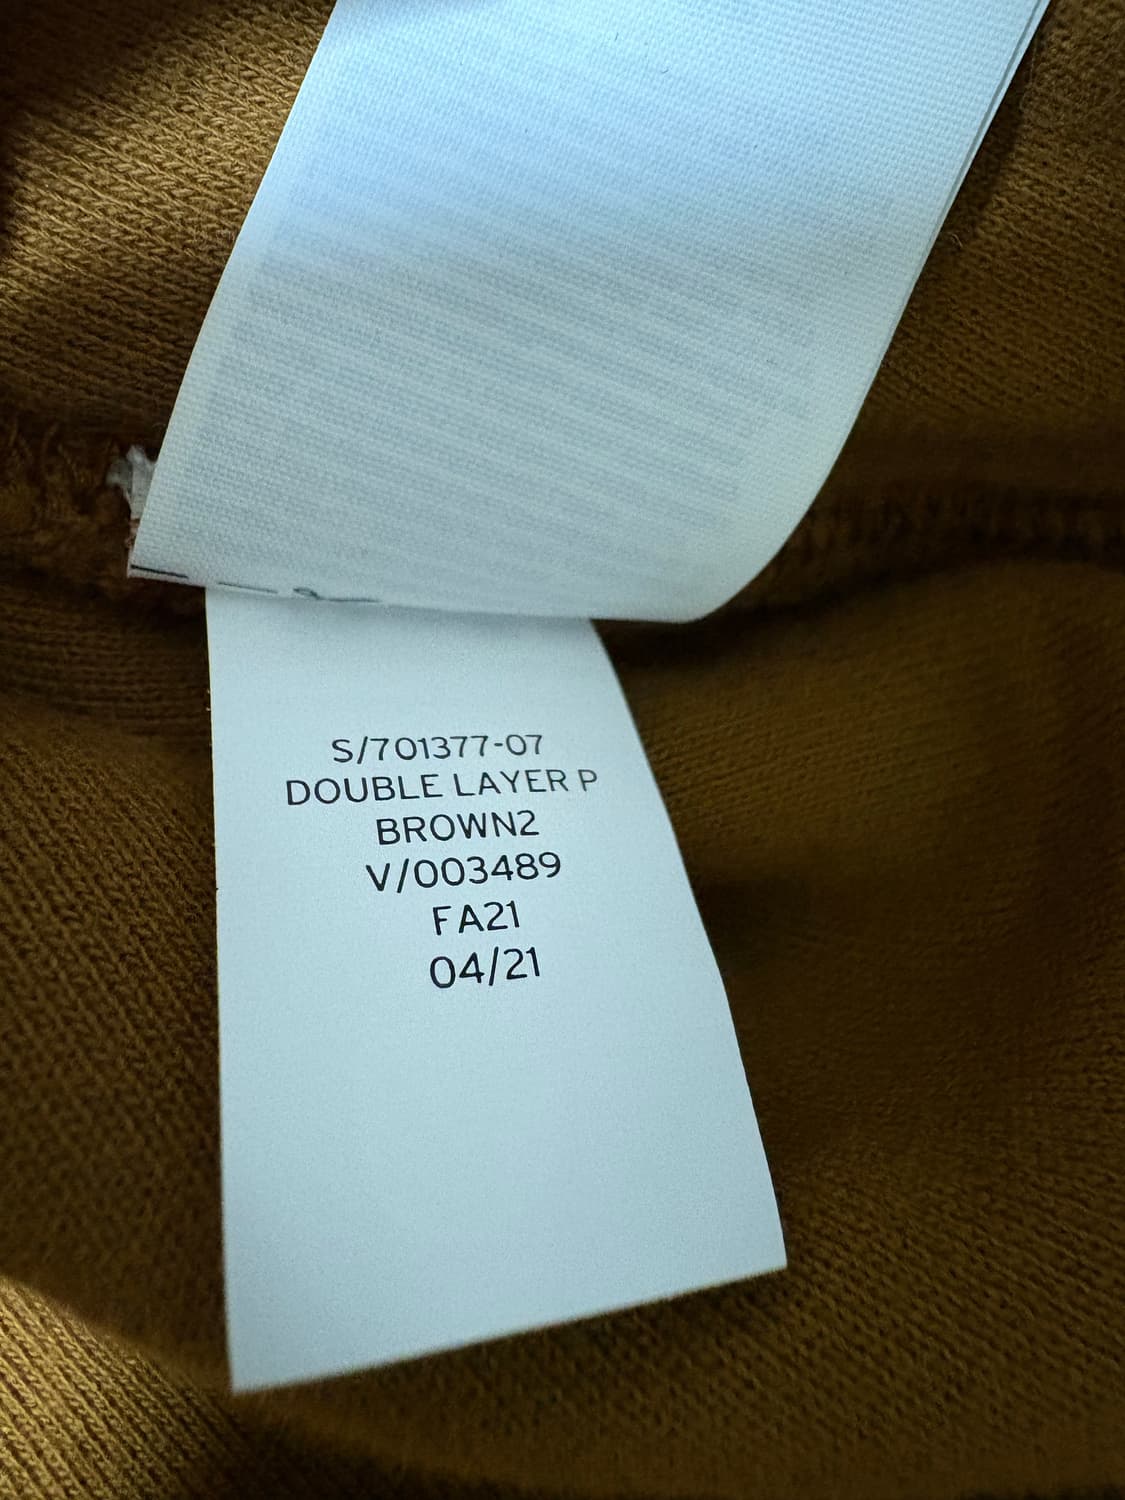 S/701377-07
DOUBLE LAYER P
BROWN2
V/003489
FA21
04/21